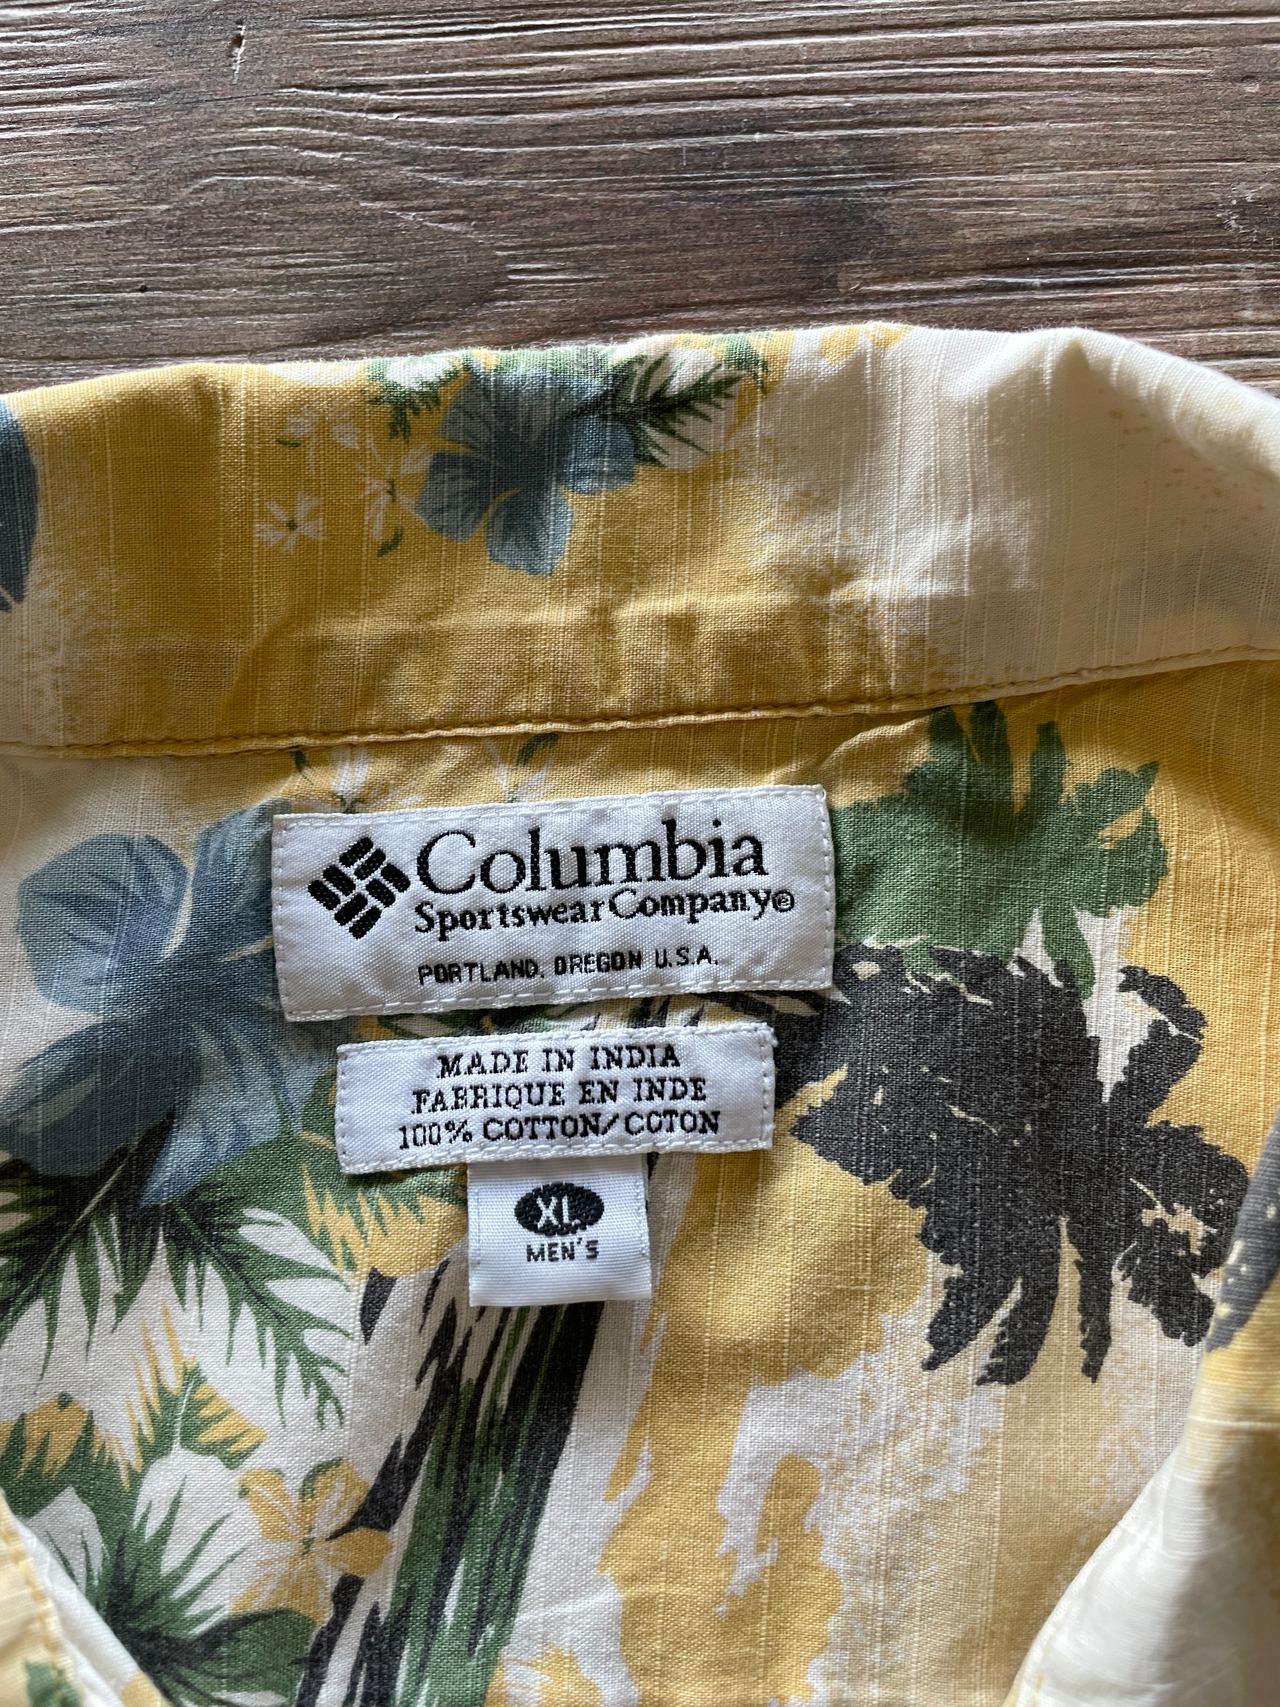 Columbia
Sportswear Company®
PORTLAND, OREGON U.S.A.
MADE IN INDIA
FABRIQUE EN INDE
100% COTTON/COTON
XL
MEN'S